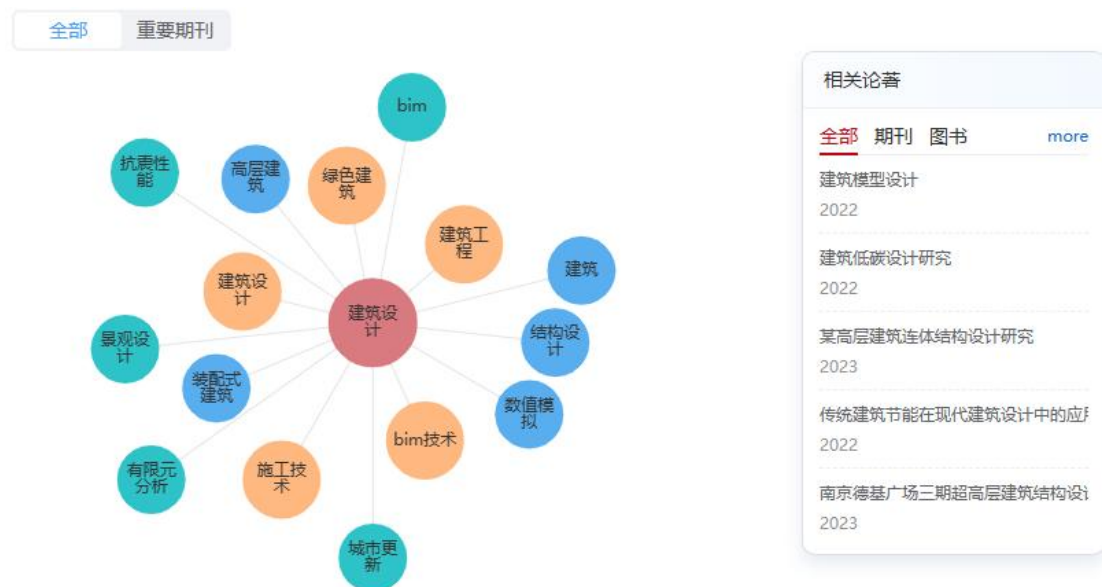 全部 重要期刊
bim
抗震性
能
高层建
筑
绿色建
筑
建筑工
程
建筑
建筑设
计
建筑设
计
结构设
计
景观设
计
装配式
建筑
数值模
拟
bim技术
有限元
分析
施工技
术
城市更
新
相关论著
全部 期刊 图书 more
建筑模型设计
2022
建筑低碳设计研究
2022
某高层建筑连体结构设计研究
2023
传统建筑节能在现代建筑设计中的应
2022
南京德基广场三期超高层建筑结构设
2023